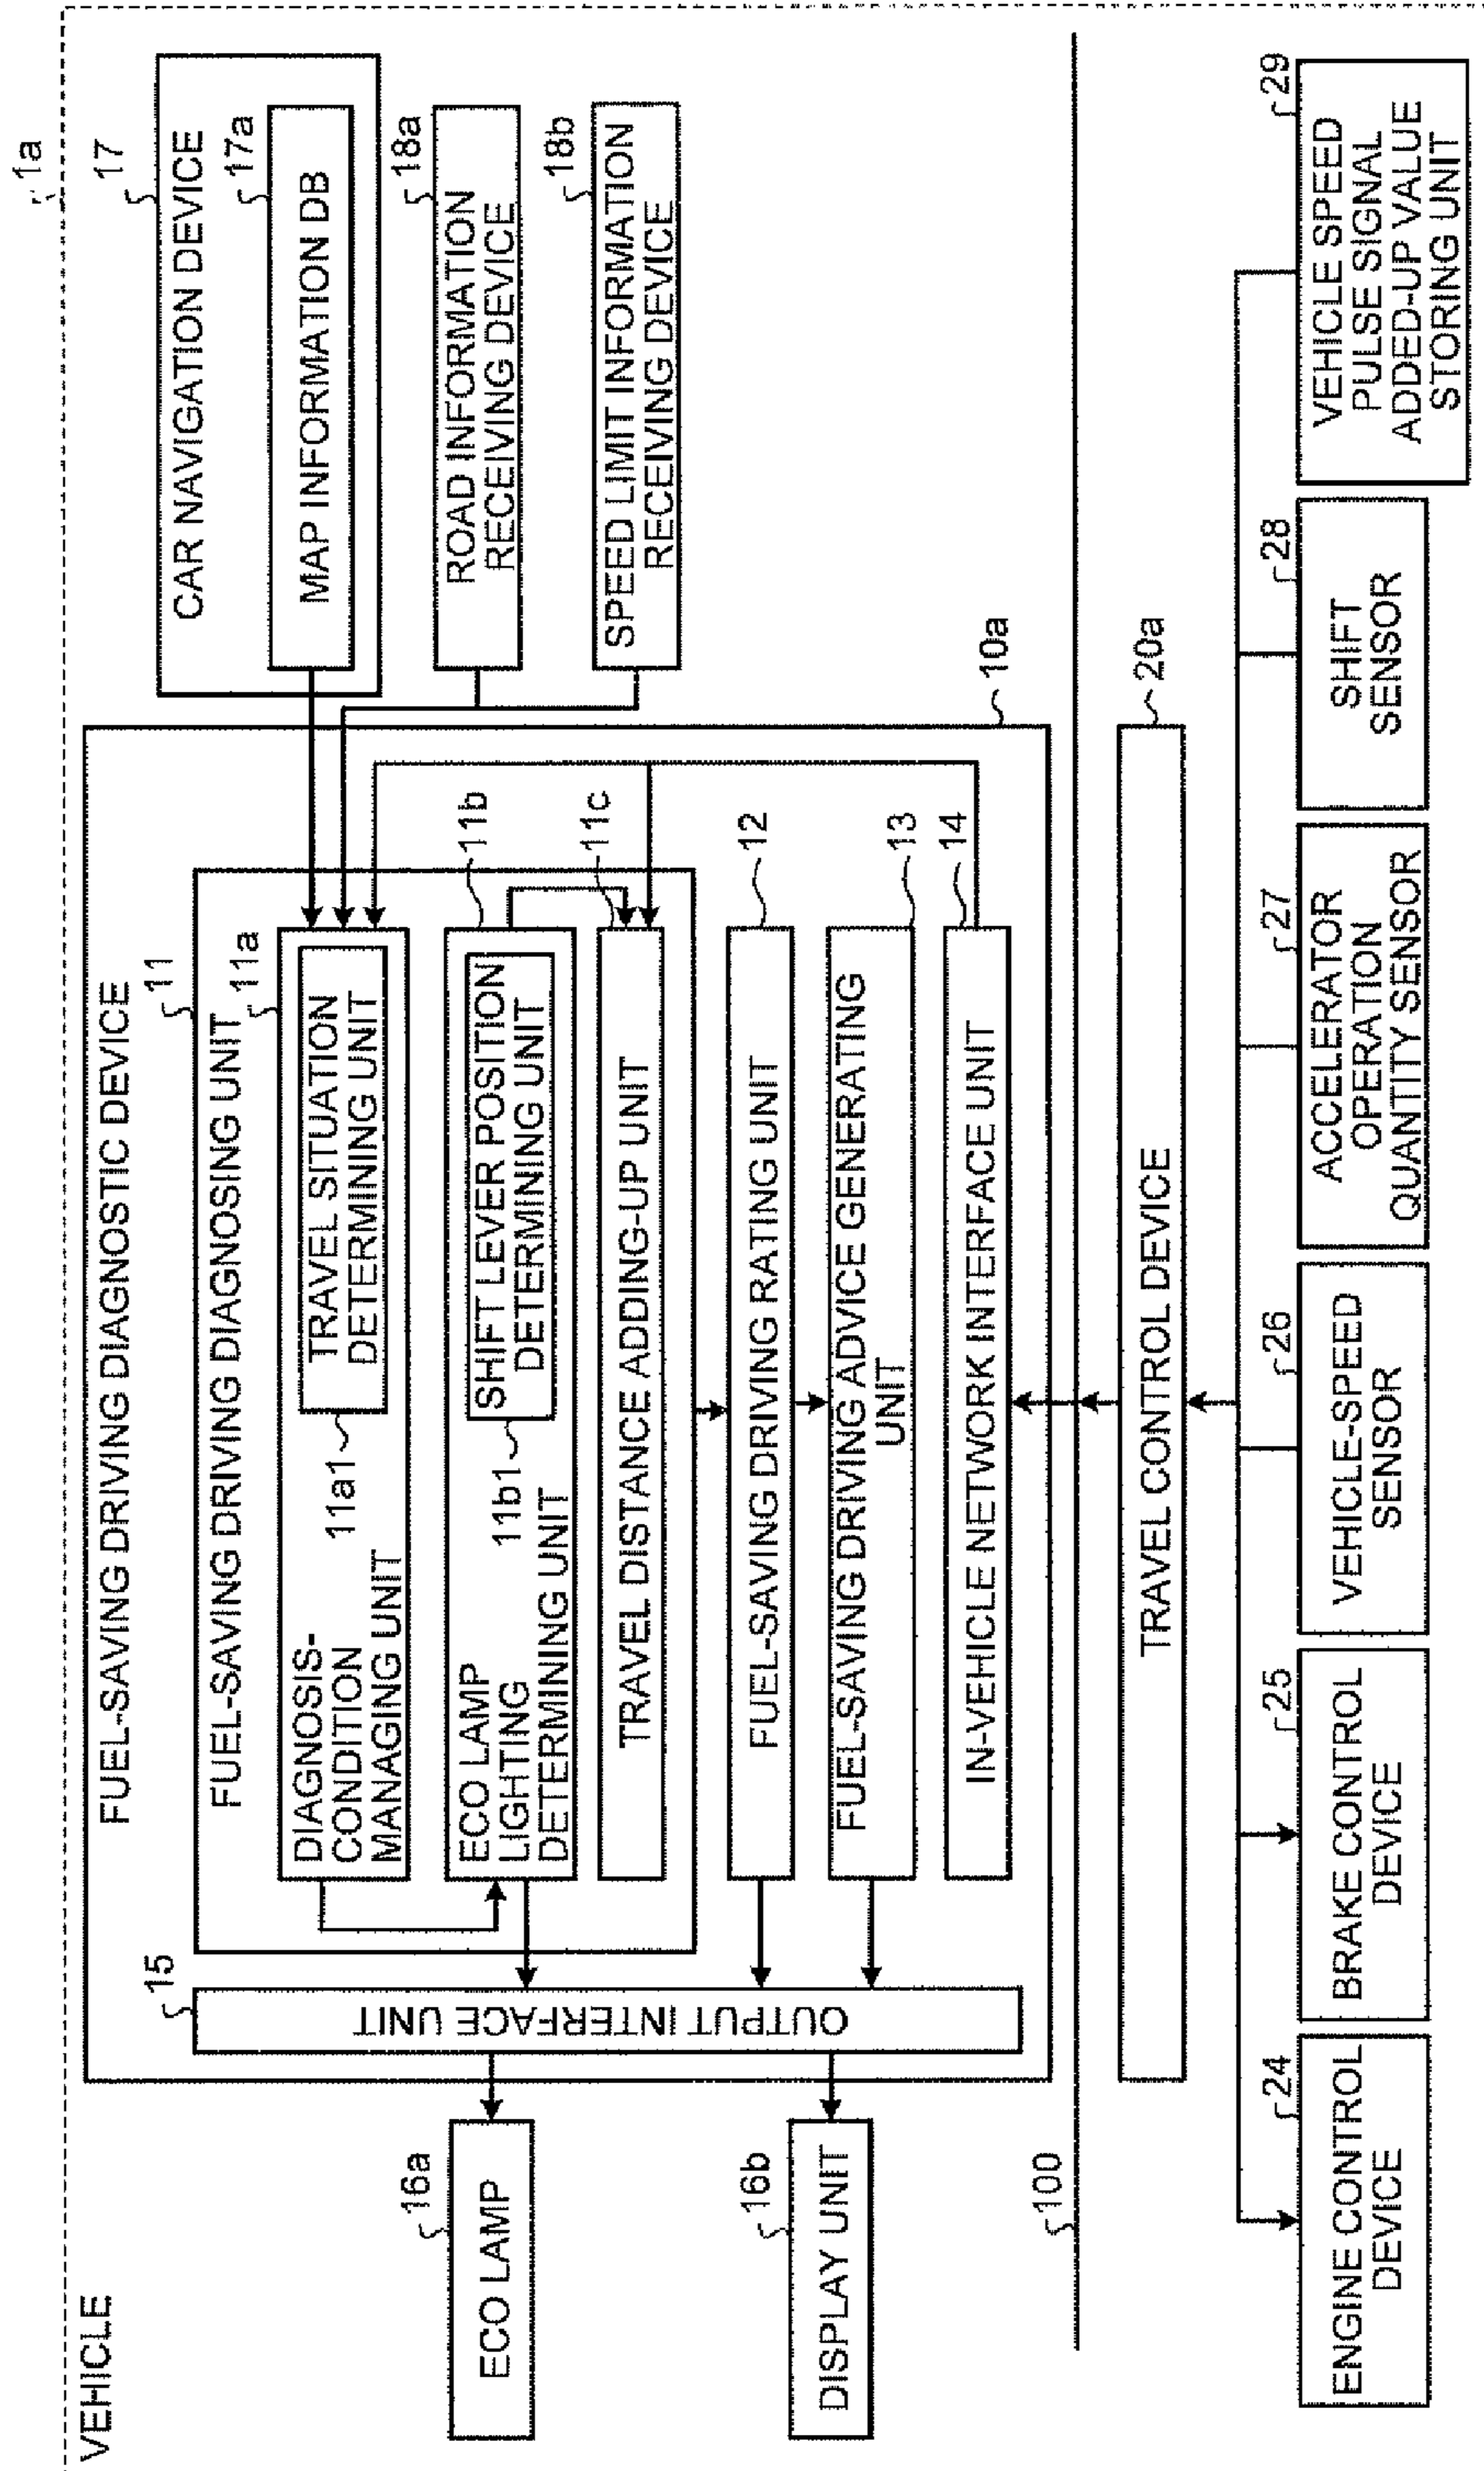 1a
VEHICLE
FUEL-SAVING DRIVING DIAGNOSTIC DEVICE
11
FUEL-SAVING DRIVING DIAGNOSING UNIT
11a
DIAGNOSIS-
CONDITION
MANAGING UNIT
11a1
TRAVEL SITUATION
DETERMINING UNIT
11b
ECO LAMP
LIGHTING
DETERMINING UNIT
11b1
SHIFT LEVER POSITION
DETERMINING UNIT
11c
TRAVEL DISTANCE ADDING-UP UNIT
12
FUEL-SAVING DRIVING RATING UNIT
13
FUEL-SAVING DRIVING ADVICE GENERATING
UNIT
14
IN-VEHICLE NETWORK INTERFACE UNIT
15
OUTPUT INTERFACE UNIT
10a
16a
ECO LAMP
16b
DISPLAY UNIT
17
CAR NAVIGATION DEVICE
17a
MAP INFORMATION DB
18a
ROAD INFORMATION
RECEIVING DEVICE
18b
SPEED LIMIT INFORMATION
RECEIVING DEVICE
100
20a
TRAVEL CONTROL DEVICE
24
ENGINE CONTROL
DEVICE
25
BRAKE CONTROL
DEVICE
26
VEHICLE-SPEED
SENSOR
27
ACCELERATOR
OPERATION
QUANTITY SENSOR
28
SHIFT
SENSOR
29
VEHICLE SPEED
PULSE SIGNAL
ADDED-UP VALUE
STORING UNIT